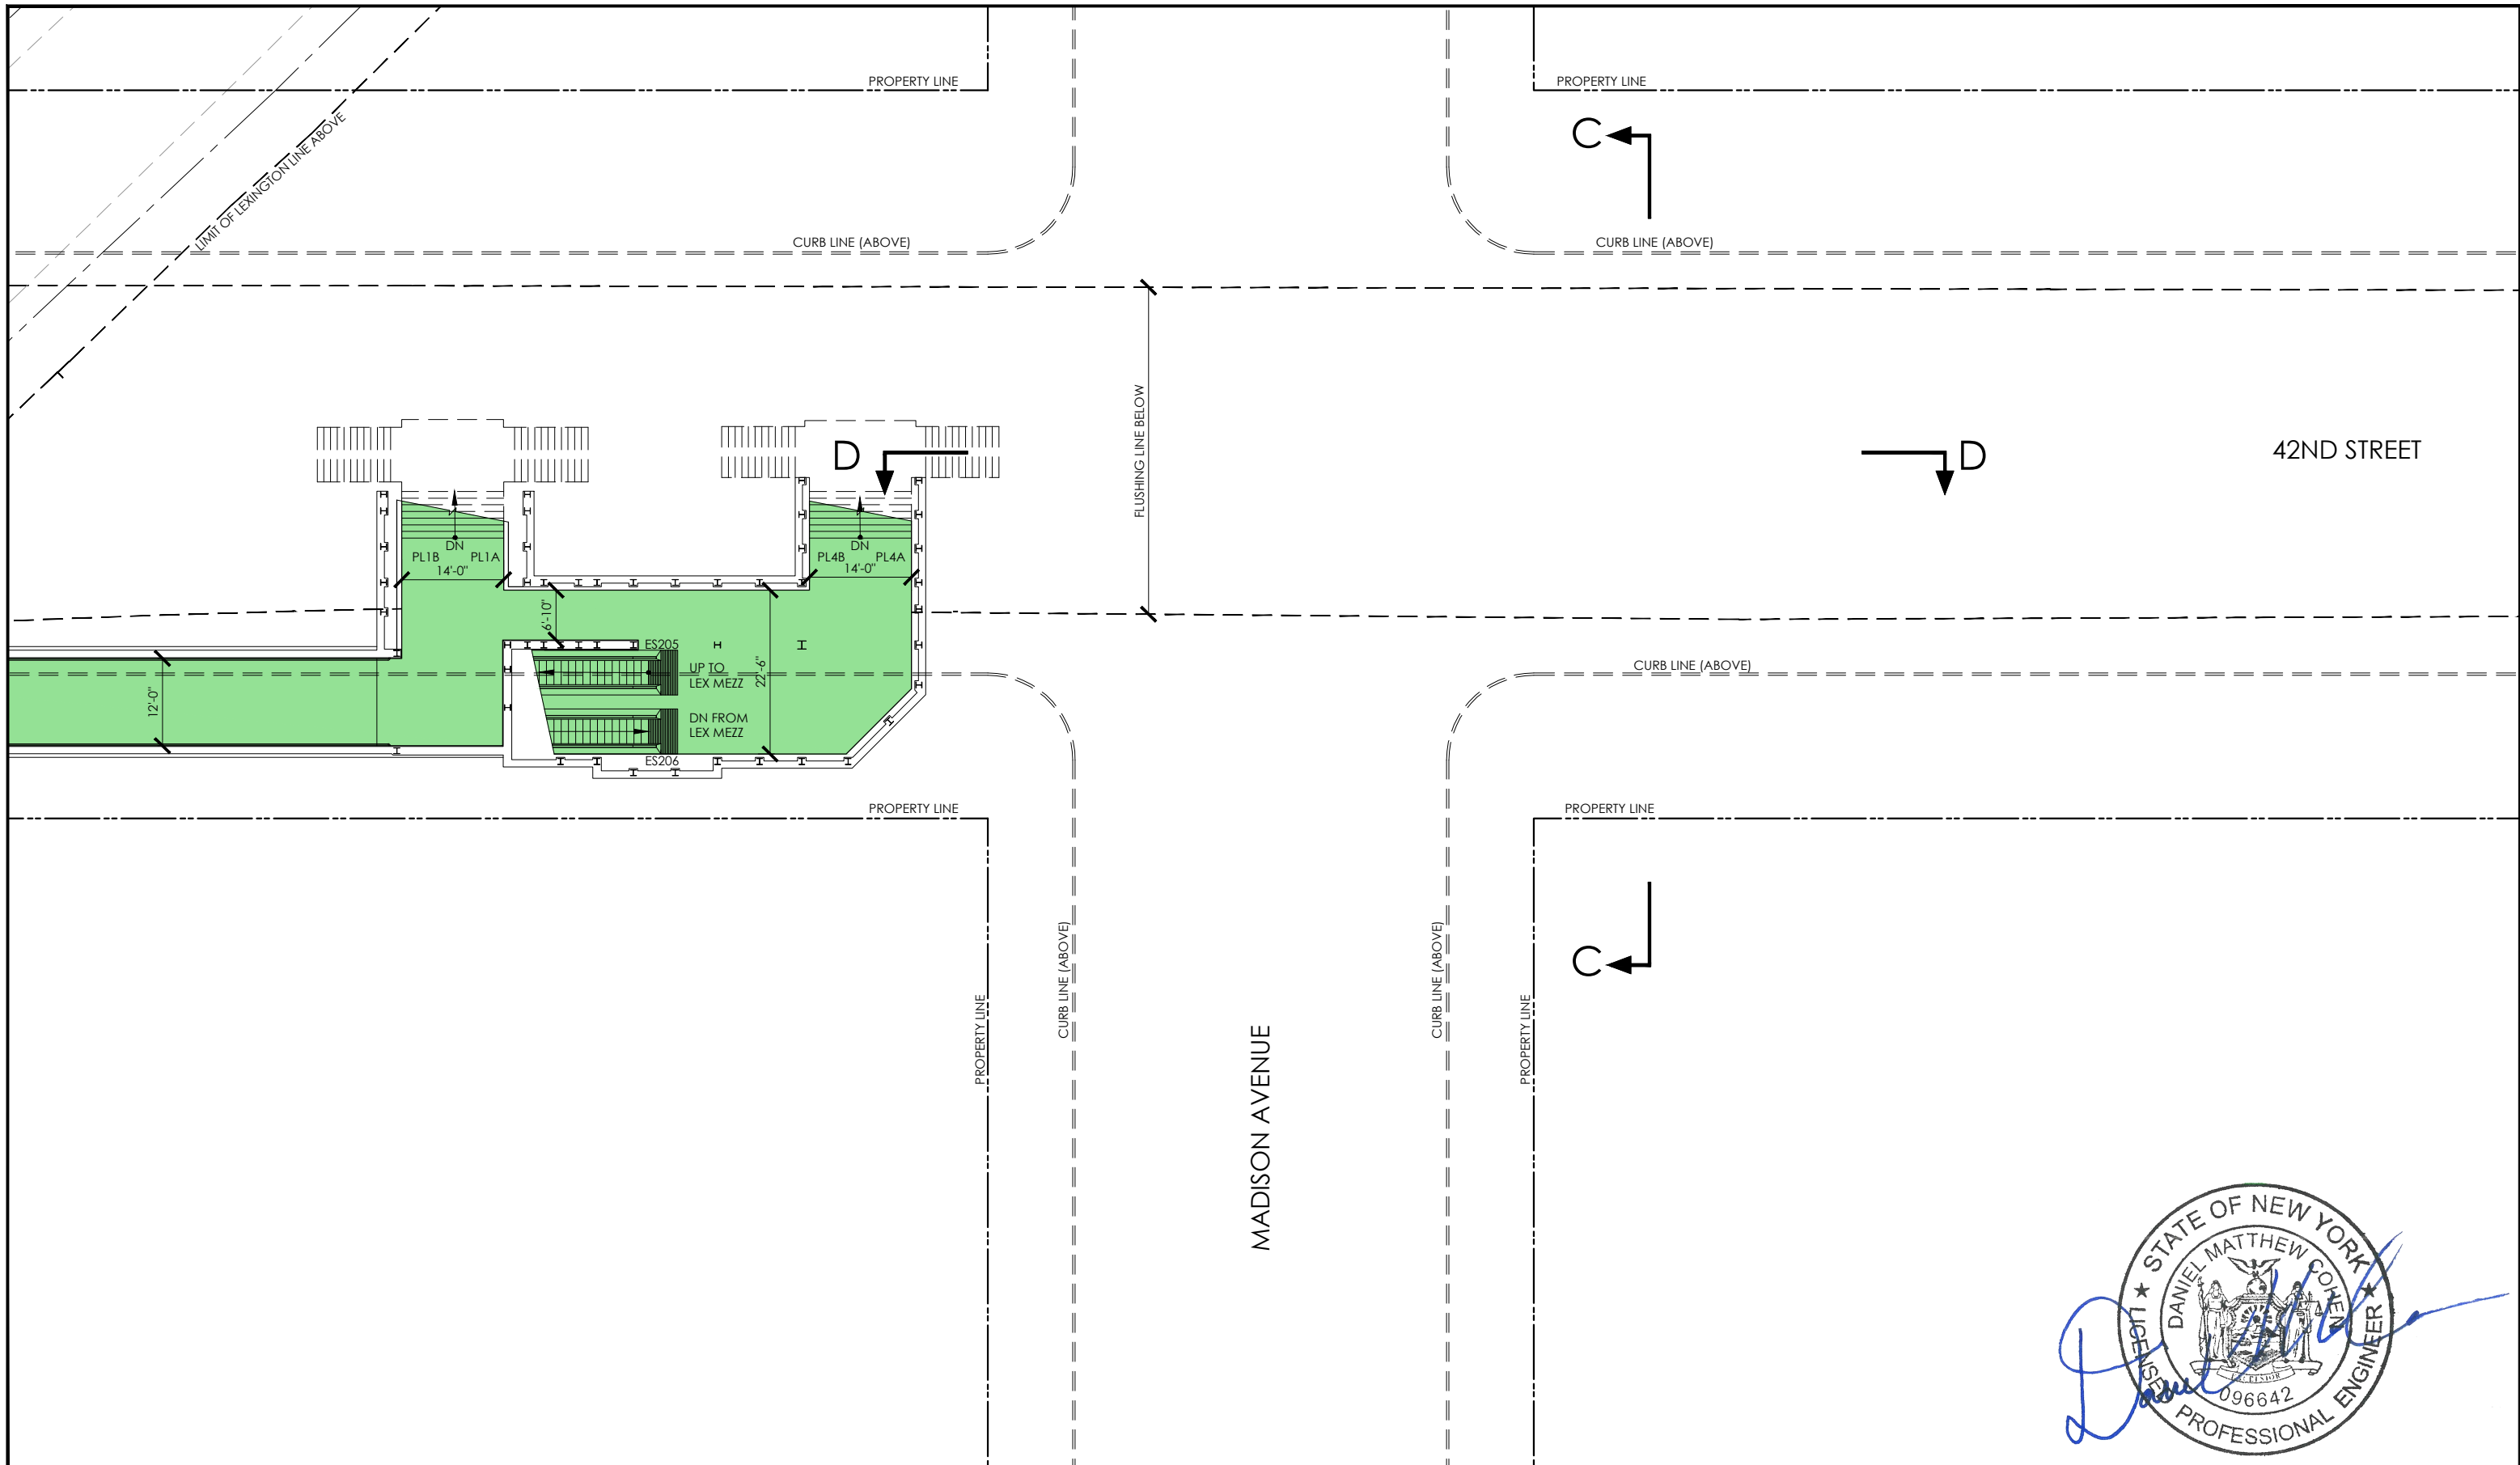 PROPERTY LINE
PROPERTY LINE
LIMIT OF LEXINGTON LINE ABOVE
C
CURB LINE (ABOVE)
CURB LINE (ABOVE)
FLUSHING LINE BELOW
D
D
42ND STREET
DN
PL1B PL1A
14'-0"
DN
PL4B PL4A
14'-0"
6'-10"
ES205
UP TO
LEX MEZZ
22'-6"
12'-0"
DN FROM
LEX MEZZ
ES206
CURB LINE (ABOVE)
PROPERTY LINE
PROPERTY LINE
C
CURB LINE (ABOVE)
CURB LINE (ABOVE)
PROPERTY LINE
PROPERTY LINE
MADISON AVENUE
STATE OF NEW YORK
DANIEL MATTHEW COHEN
EXCELSIOR
096642
LICENSED PROFESSIONAL ENGINEER